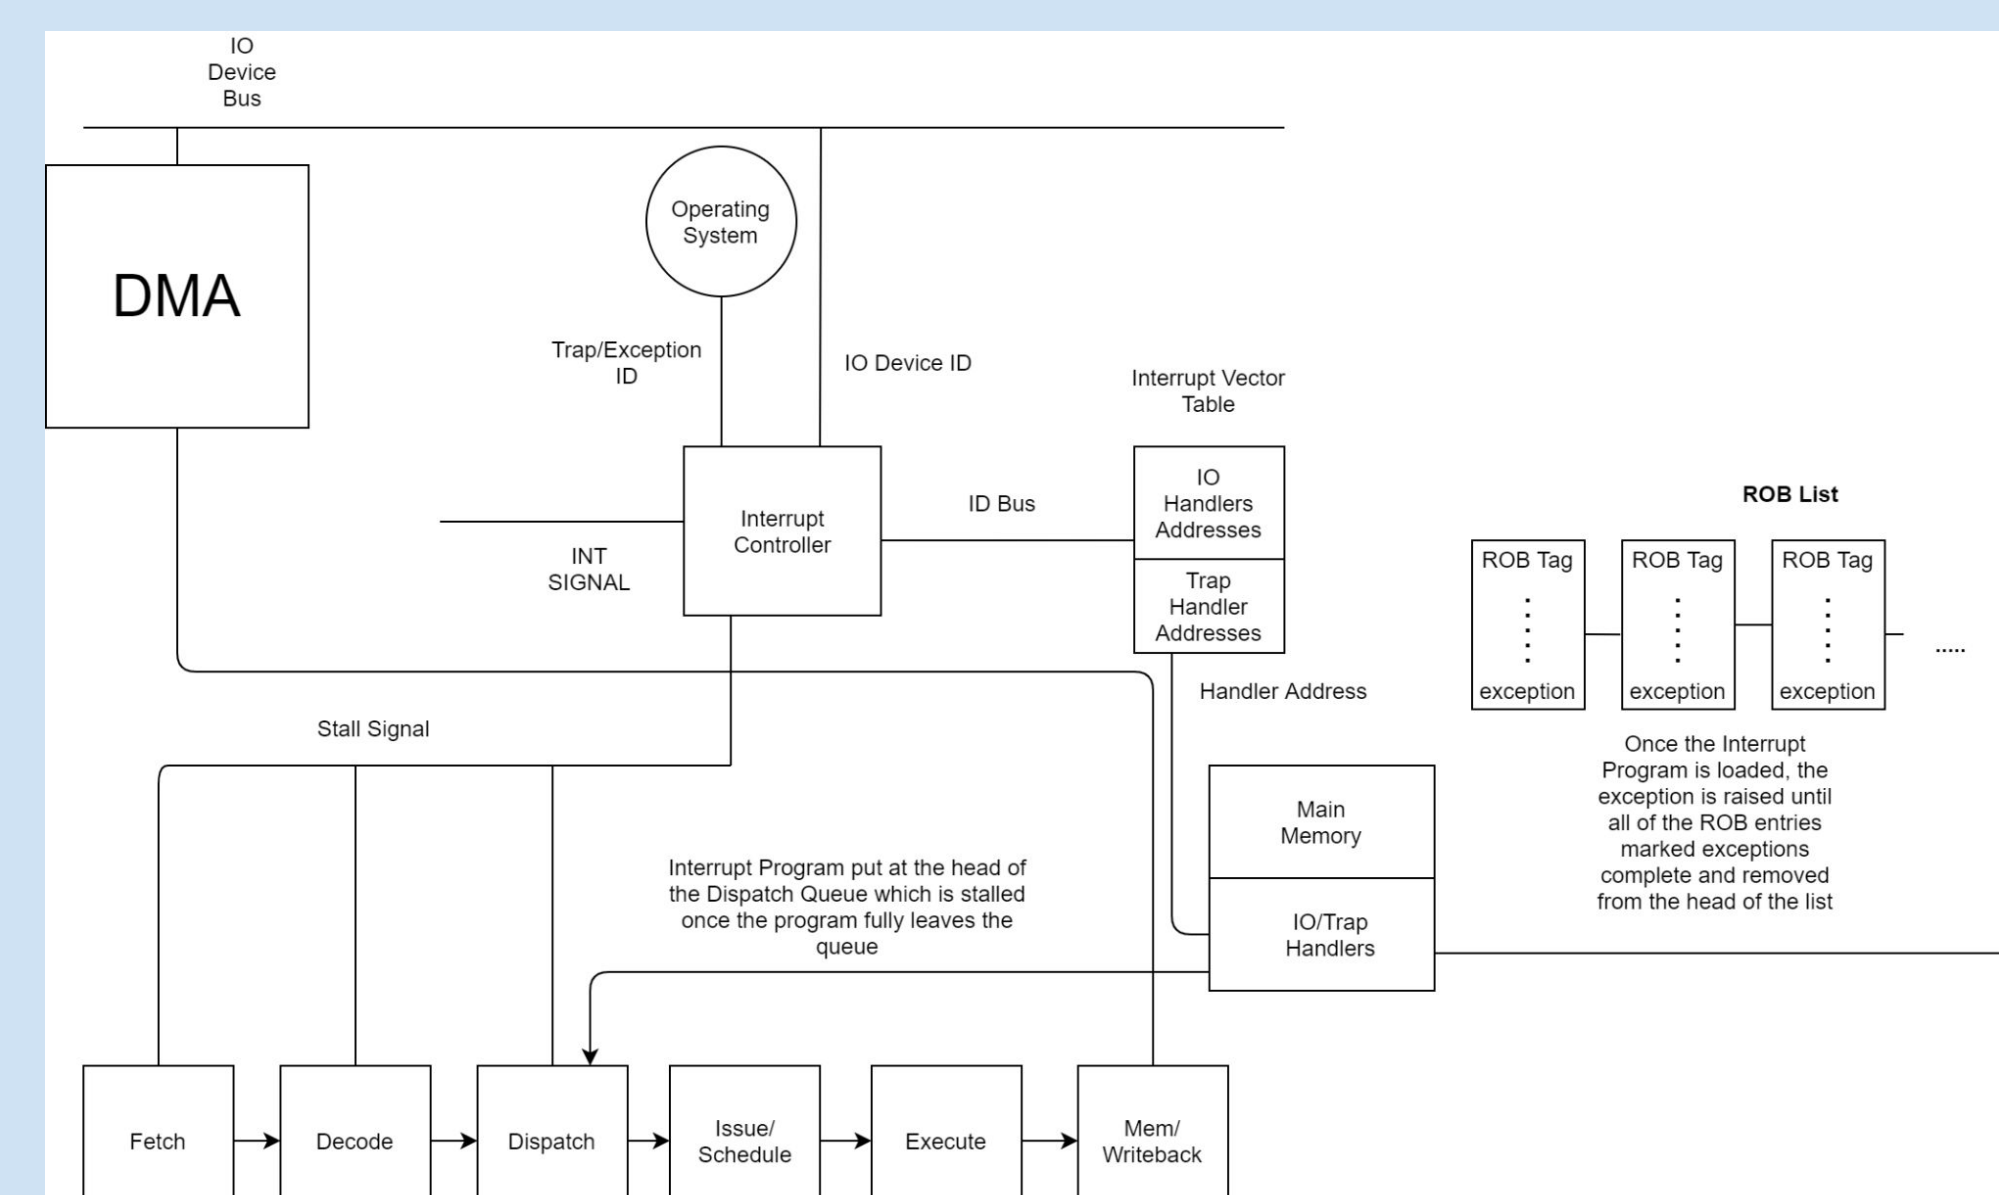 IO
Device
Bus
DMA
Operating
System
Trap/Exception
ID
IO Device ID
Interrupt Vector
Table
Interrupt
Controller
INT
SIGNAL
ID Bus
IO
Handlers
Addresses
Trap
Handler
Addresses
Handler Address
Stall Signal
Main
Memory
IO/Trap
Handlers
Interrupt Program put at the head of
the Dispatch Queue which is stalled
once the program fully leaves the
queue
ROB List
ROB Tag
exception
ROB Tag
exception
ROB Tag
exception
.....
Once the Interrupt
Program is loaded, the
exception is raised until
all of the ROB entries
marked exceptions
complete and removed
from the head of the list
Fetch
Decode
Dispatch
Issue/
Schedule
Execute
Mem/
Writeback